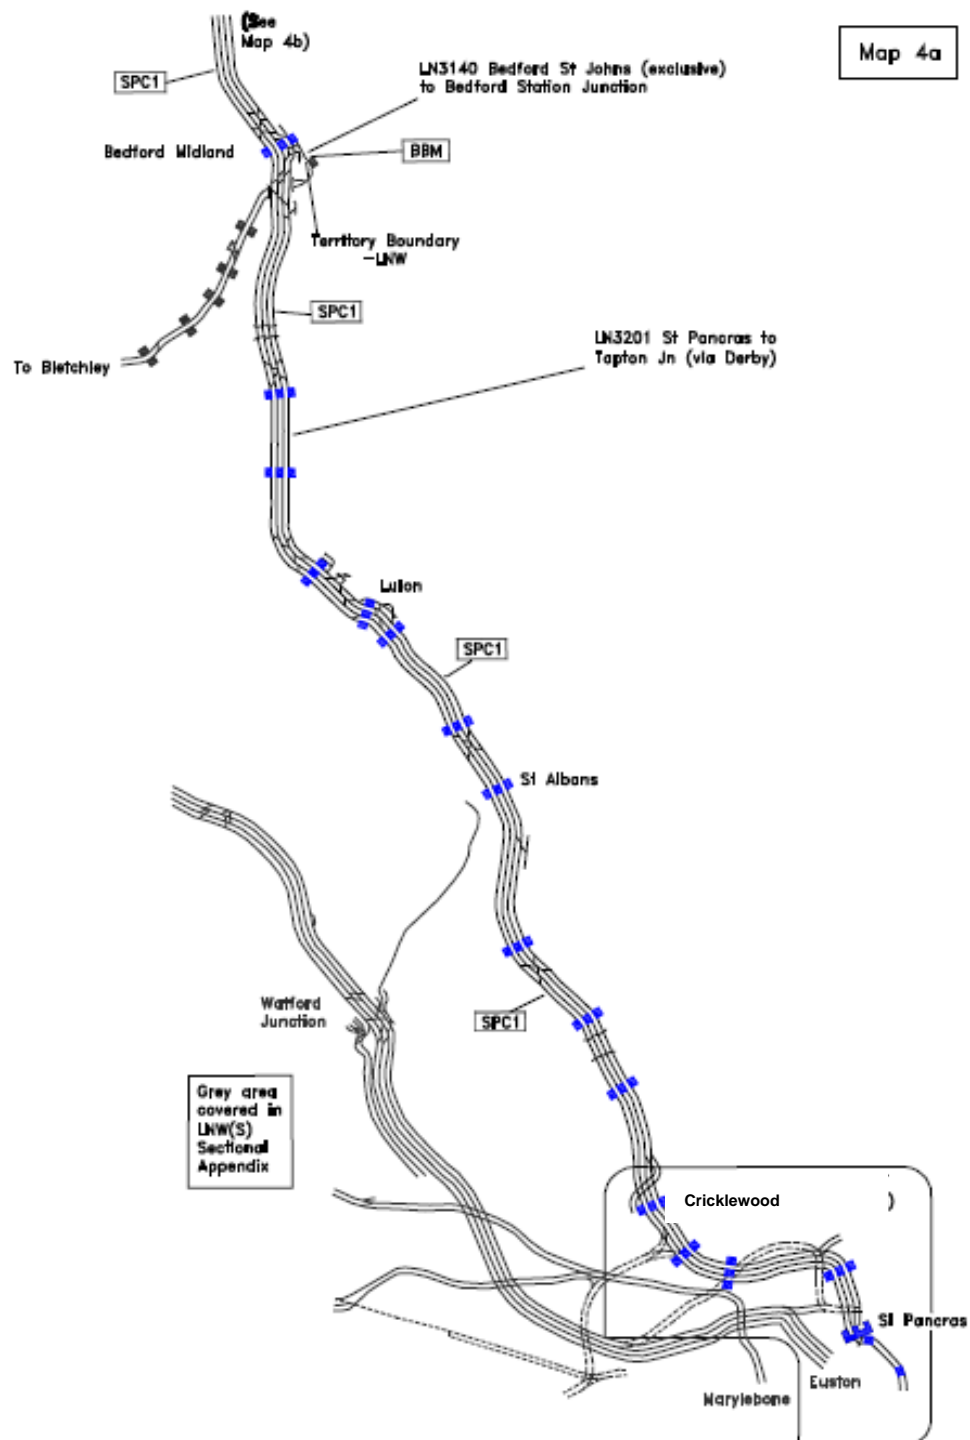 (See
Map 4b)
Map 4a
SPC1
LN3140 Bedford St Johns (exclusive)
to Bedford Station Junction
Bedford Midland
BBM
Territory Boundary
-LNW
SPC1
LN3201 St Pancras to
Tapton Jn (via Derby)
To Bletchley
Luton
SPC1
St Albans
Watford
Junction
SPC1
Grey area
covered in
LNW(S)
Sectional
Appendix
Cricklewood
)
St Pancras
Euston
Marylebone